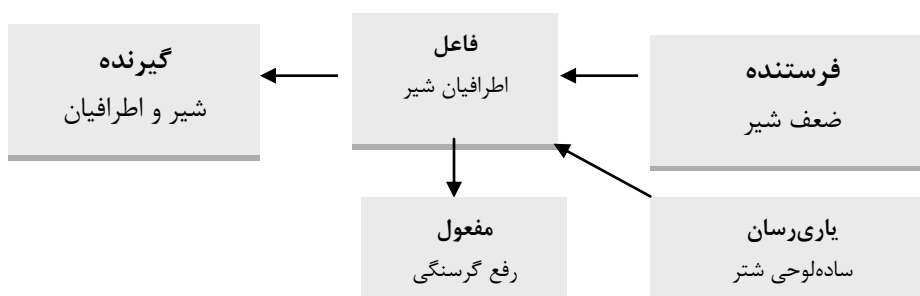 فرستنده
ضعف شیر
فاعل
اطرافیان شیر
گیرنده
شیر و اطرافیان
یاری‌رسان
ساده‌لوحی شتر
مفعول
رفع گرسنگی